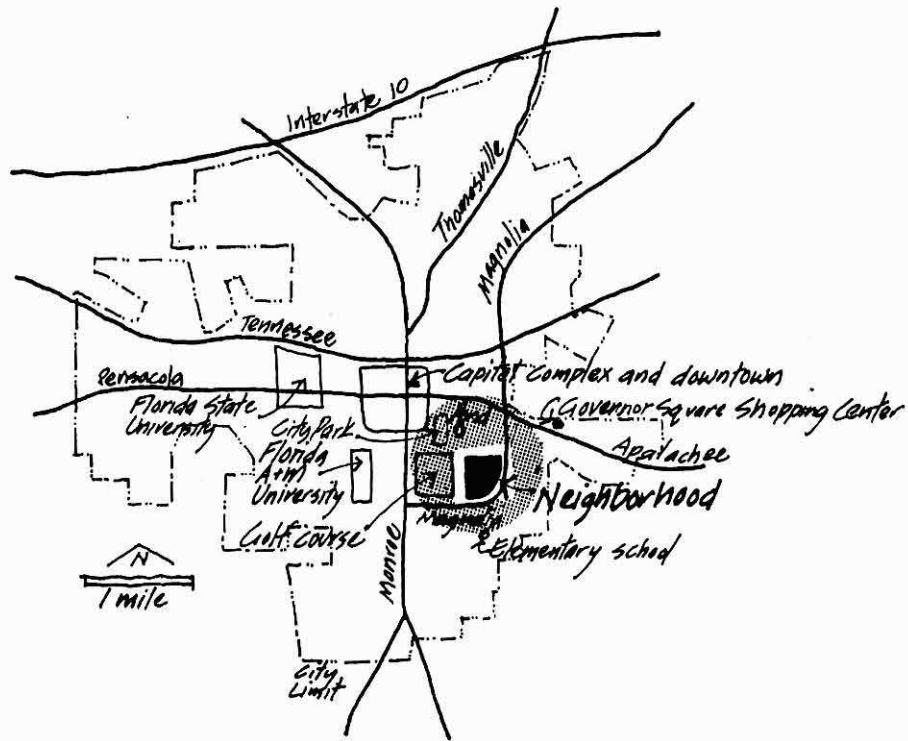 Interstate 10
Thomasville
Magnolia
Tennessee
Pensacola
Capitol Complex and downtown
Florida State
University
Governor Square Shopping Center
City Park
Apalachee
Florida
A+M
University
Neighborhood
Golf course
Magnolia
Elementary school
N
1 mile
Monroe
City
Limit